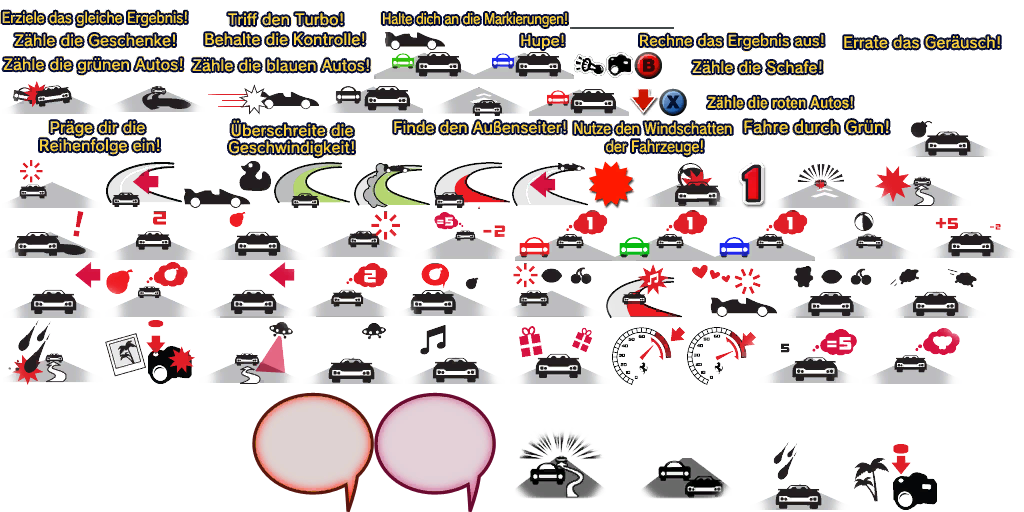 Erziele das gleiche Ergebnis!
Triff den Turbo!
Halte dich an die Markierungen!
Zähle die Geschenke!
Behalte die Kontrolle!
Hupe!
Rechne das Ergebnis aus!
Errate das Geräusch!
Zähle die grünen Autos!
Zähle die blauen Autos!
B
Zähle die Schafe!
X
Zähle die roten Autos!
Präge dir die
Reihenfolge ein!
Überschreite die
Geschwindigkeit!
Finde den Außenseiter!
Nutze den Windschatten
der Fahrzeuge!
Fahre durch Grün!
1
!
2
=5
-2
1
1
1
+5
-2
2
5
=5